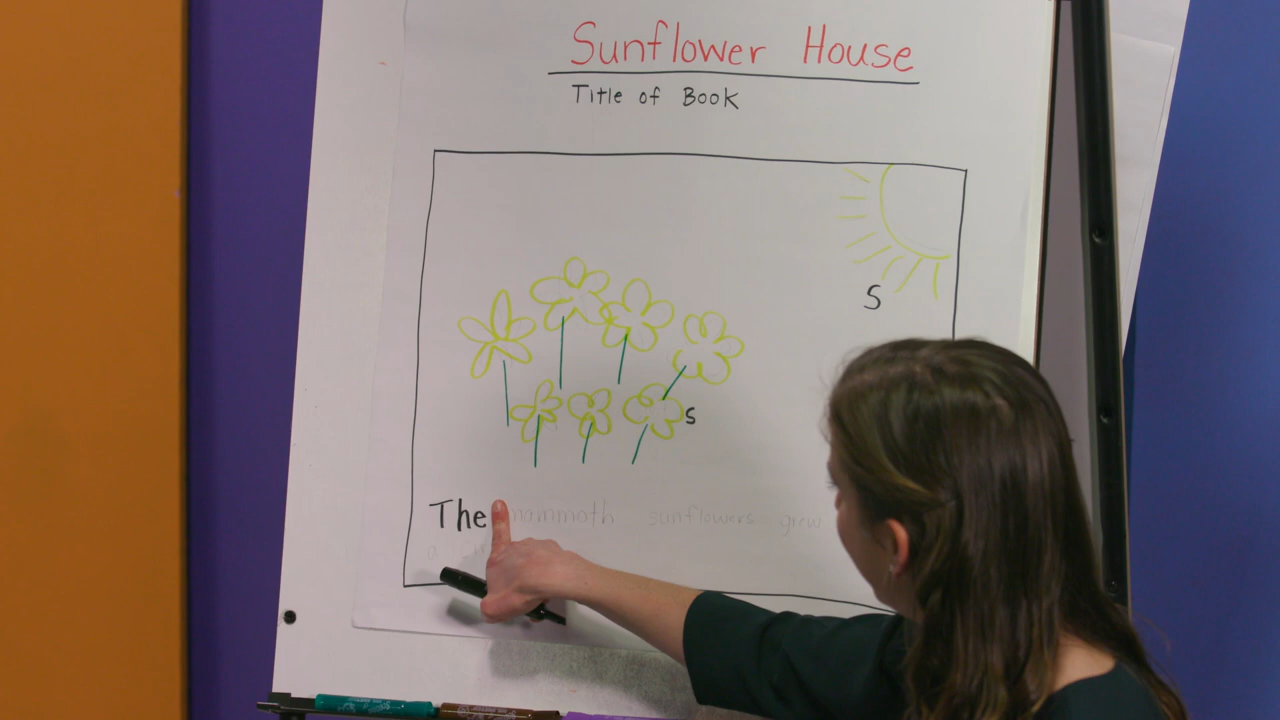 Sunflower House
Title of Book
S
s
The mammoth sunflowers grew
a